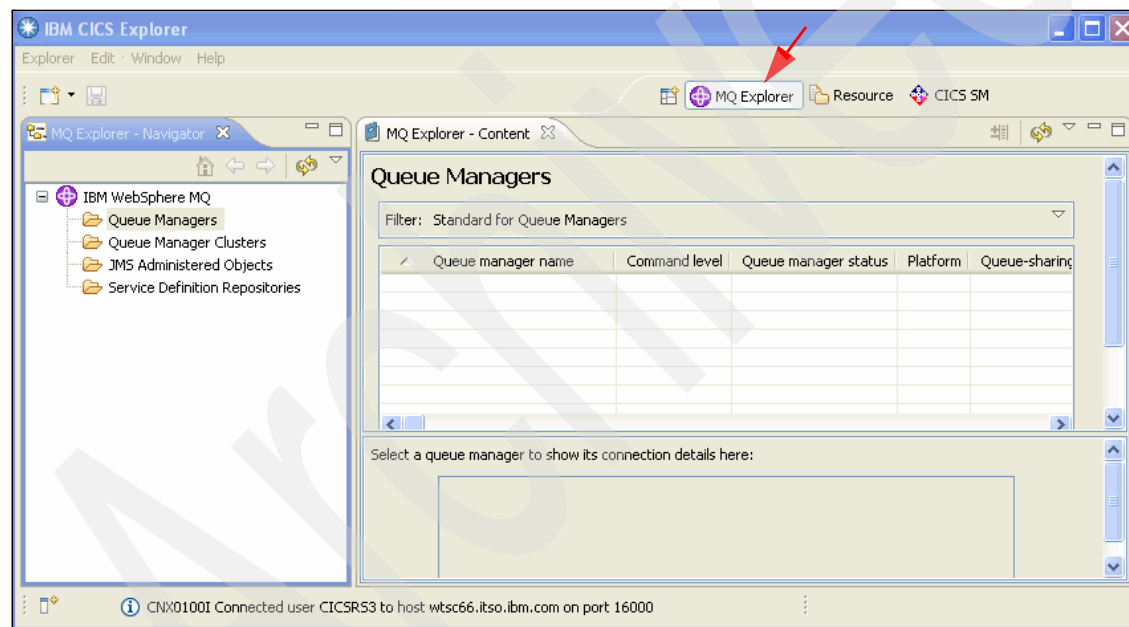 IBM CICS Explorer
Explorer Edit Window Help
MQ Explorer Resource CICS SM
MQ Explorer - Navigator
MQ Explorer - Content
IBM WebSphere MQ
Queue Managers
Queue Manager Clusters
JMS Administered Objects
Service Definition Repositories
Queue Managers
Filter: Standard for Queue Managers
Queue manager name Command level Queue manager status Platform Queue-sharing
Select a queue manager to show its connection details here:
CNX0100I Connected user CICSRS3 to host wtsc66.itso.ibm.com on port 16000